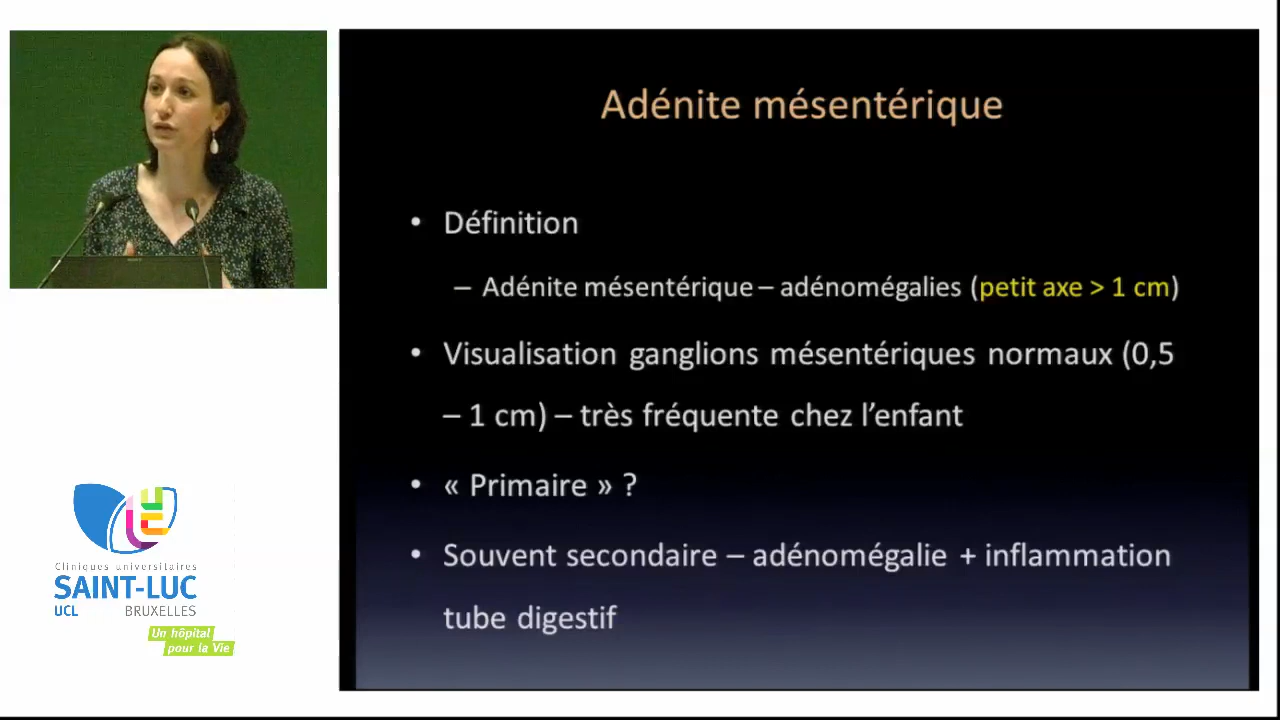 Adénite mésentérique
• Définition
– Adénite mésentérique – adénomégalies (petit axe > 1 cm)
• Visualisation ganglions mésentériques normaux (0,5
– 1 cm) – très fréquente chez l’enfant
• « Primaire » ?
• Souvent secondaire – adénomégalie + inflammation
tube digestif
Cliniques universitaires
SAINT-LUC
UCL BRUXELLES
Un hôpital
pour la Vie